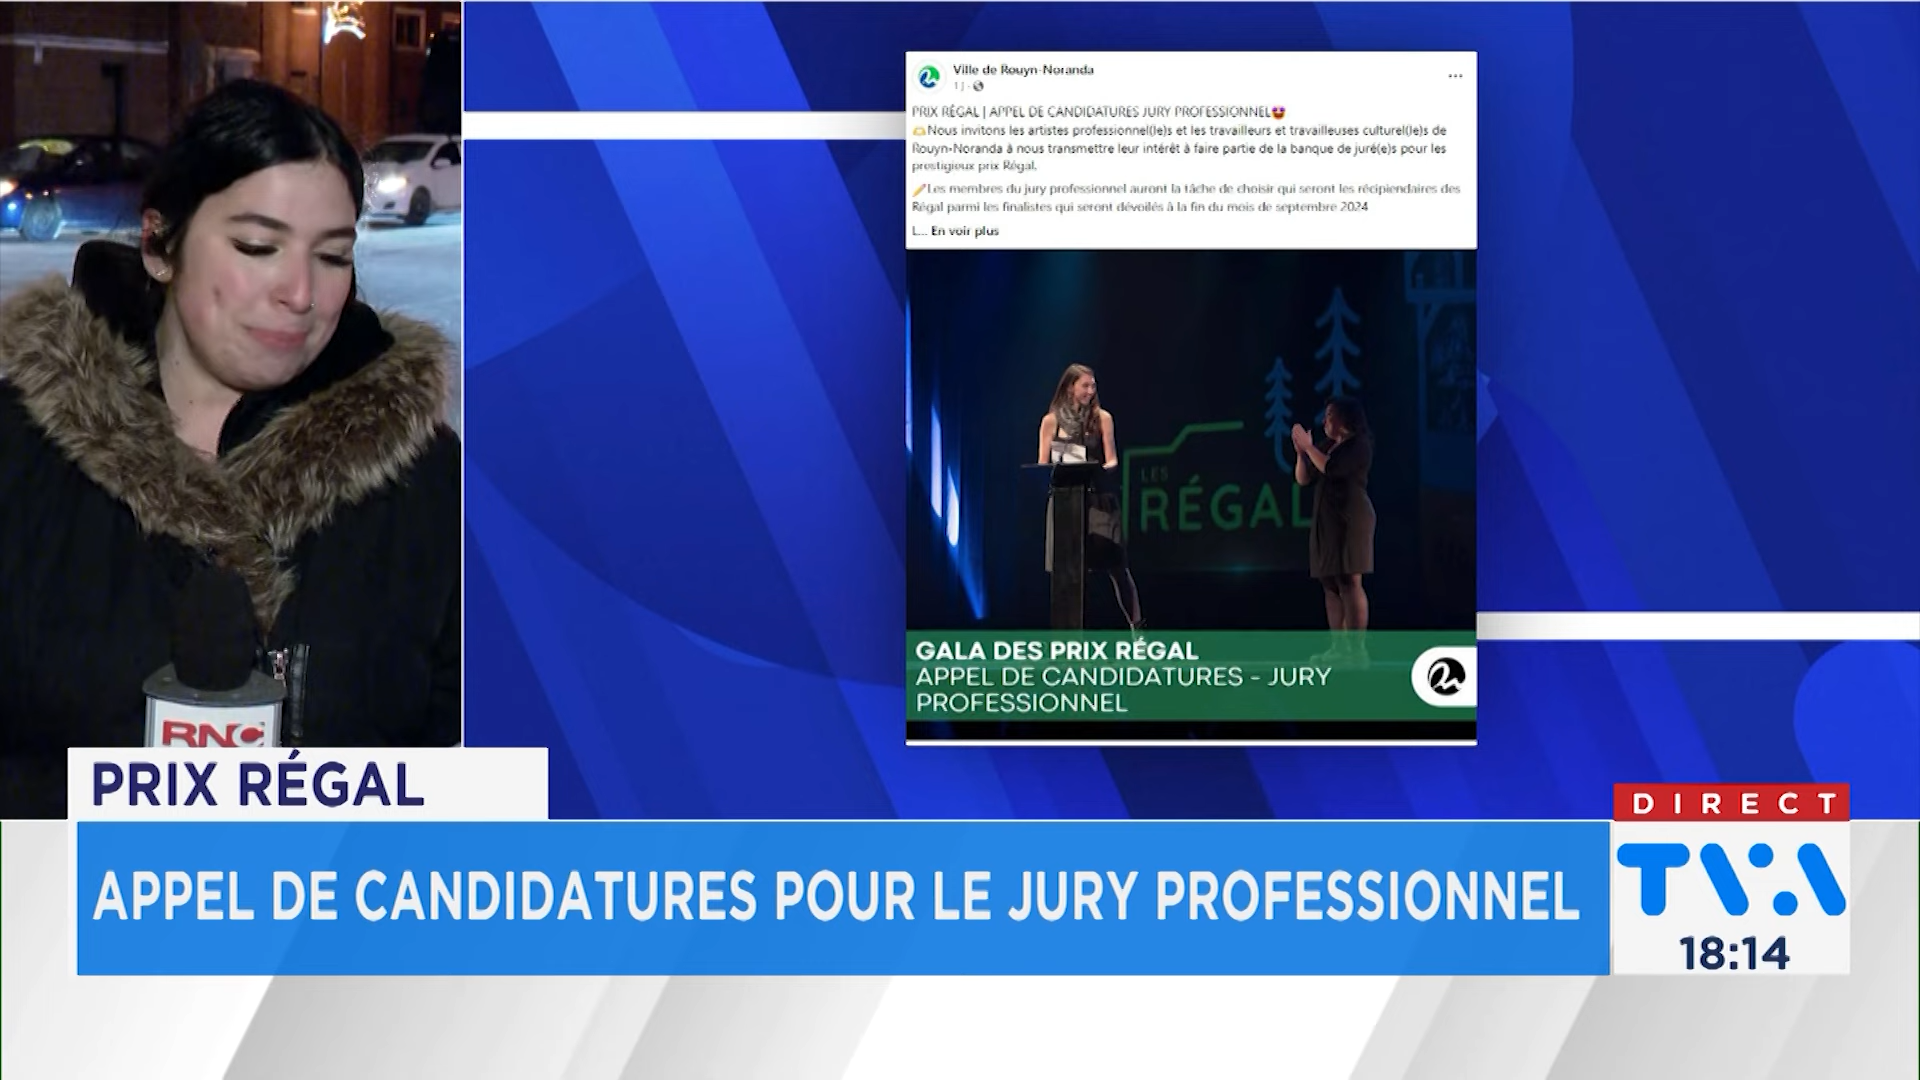 Ville de Rouyn-Noranda
1 j
PRIX RÉGAL | APPEL DE CANDIDATURES JURY PROFESSIONNEL
Nous invitons les artistes professionnel(le)s et les travailleurs et travailleuses culturel(le)s de
Rouyn-Noranda à nous transmettre leur intérêt à faire partie de la banque de juré(e)s pour les
prestigieux prix Régal.
Les membres du jury professionnel auront la tâche de choisir qui seront les récipiendaires des
Régal parmi les finalistes qui seront dévoilés à la fin du mois de septembre 2024
L... En voir plus
LES
RÉGAL
GALA DES PRIX RÉGAL
APPEL DE CANDIDATURES - JURY
PROFESSIONNEL
RNC
PRIX RÉGAL
APPEL DE CANDIDATURES POUR LE JURY PROFESSIONNEL
DIRECT
TVA
18:14